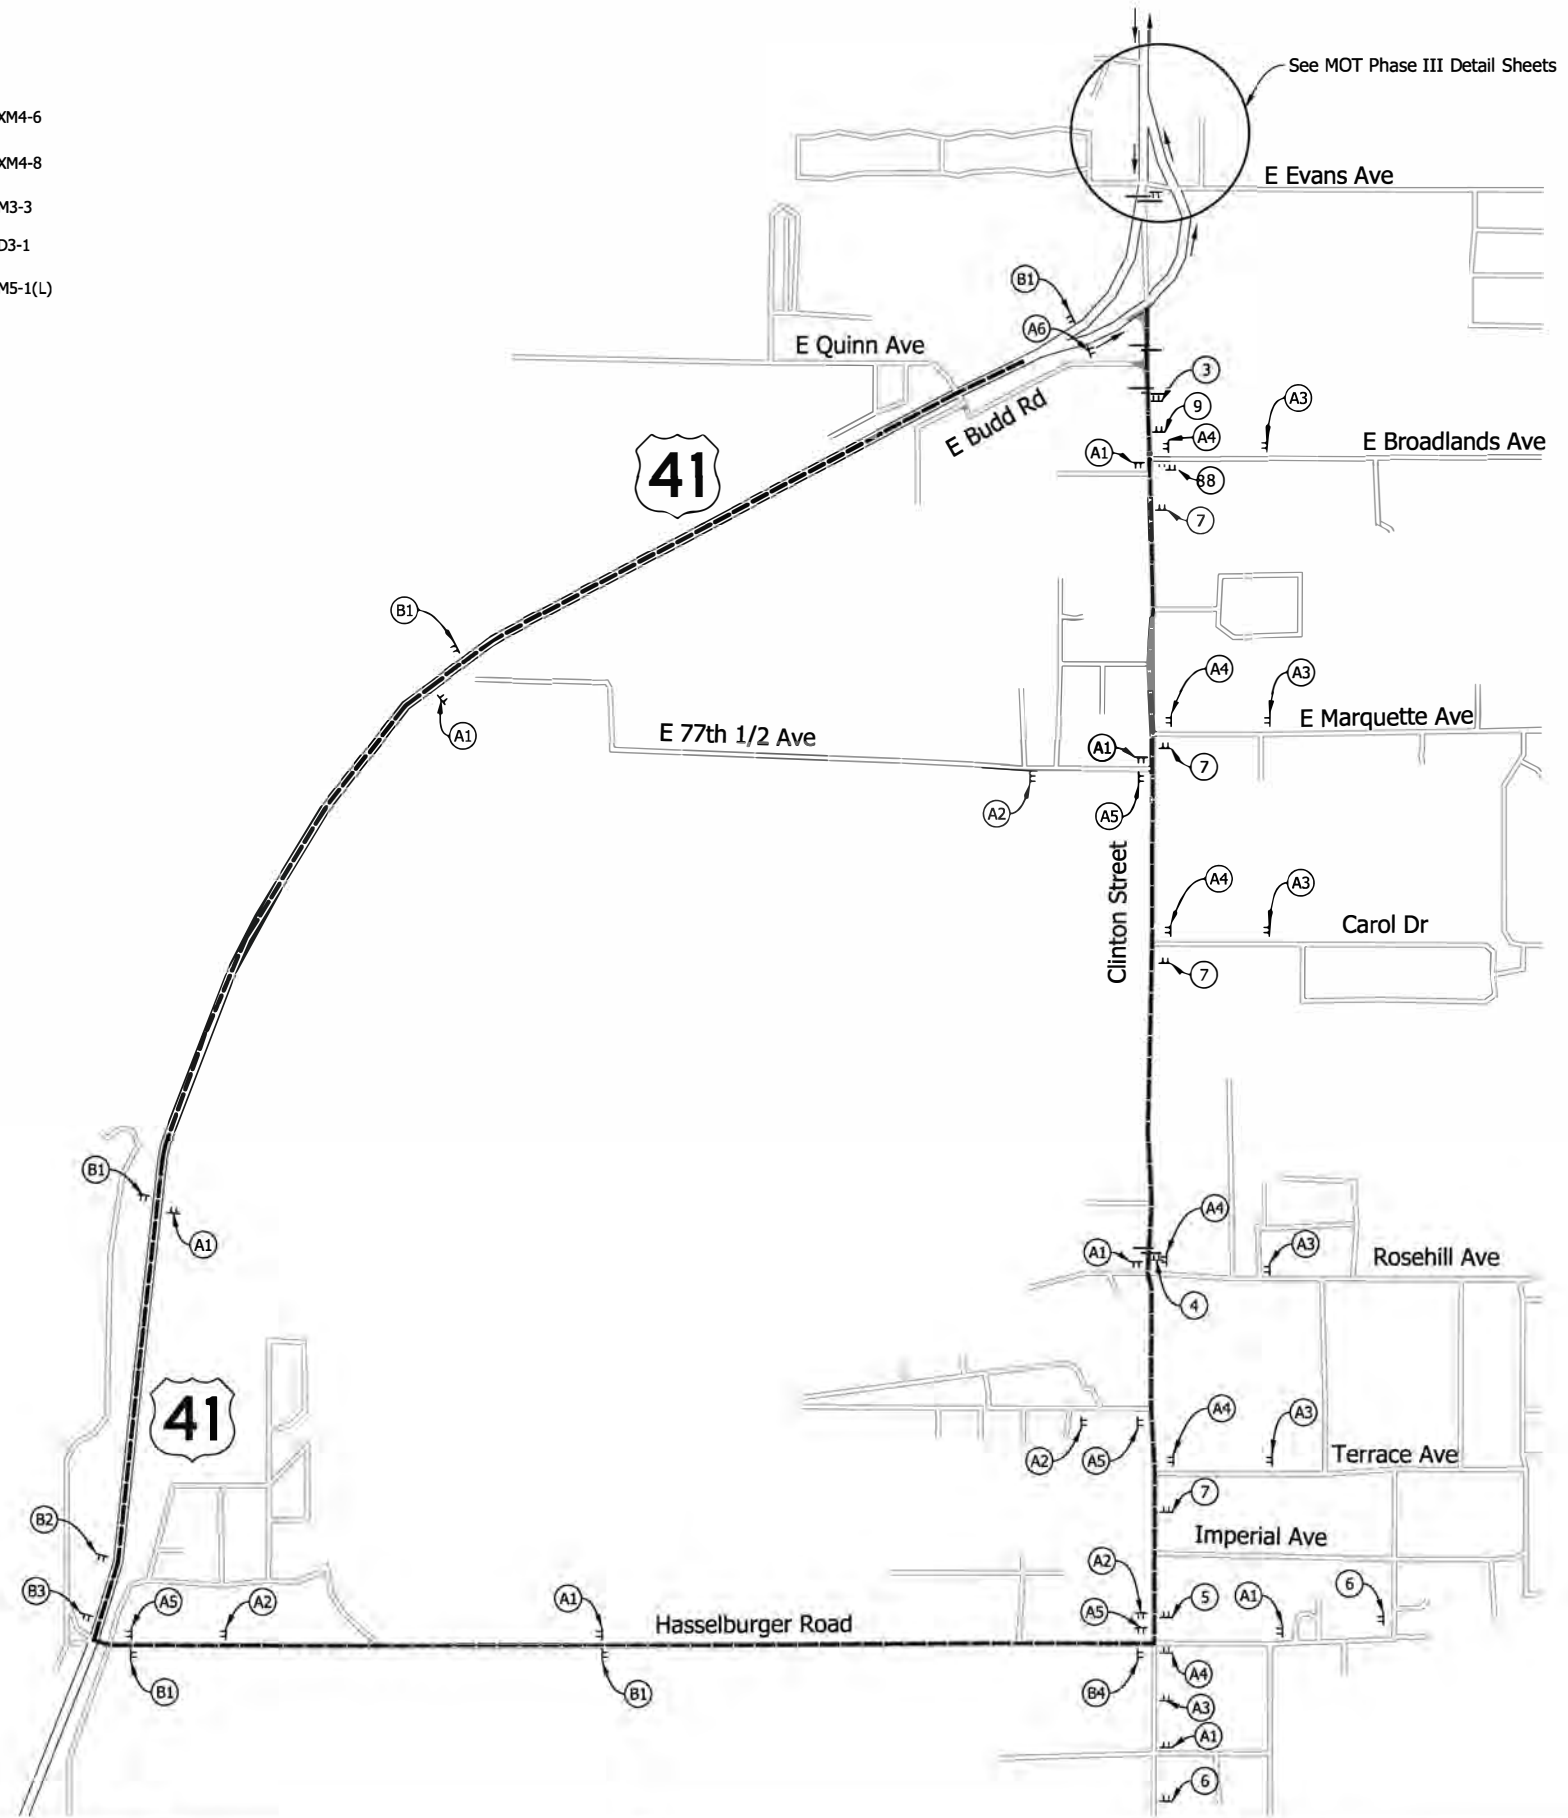 See MOT Phase III Detail Sheets
XM4-6
XM4-8
M3-3
D3-1
M5-1(L)
E Evans Ave
B1
A6
E Quinn Ave
3
9
A3
A4
E Budd Rd
E Broadlands Ave
A1
41
7
B1
A4
A3
E Marquette Ave
A1
E 77th 1/2 Ave
A1
7
A2
A5
Clinton Street
A4
A3
Carol Dr
7
B1
A4
A1
A1
A3
Rosehill Ave
4
41
A4
A3
A2
A5
Terrace Ave
7
B2
Imperial Ave
A2
B3
A5
A2
A1
Hasselburger Road
A5
5
A1
6
B1
B1
B4
A4
A3
A1
6